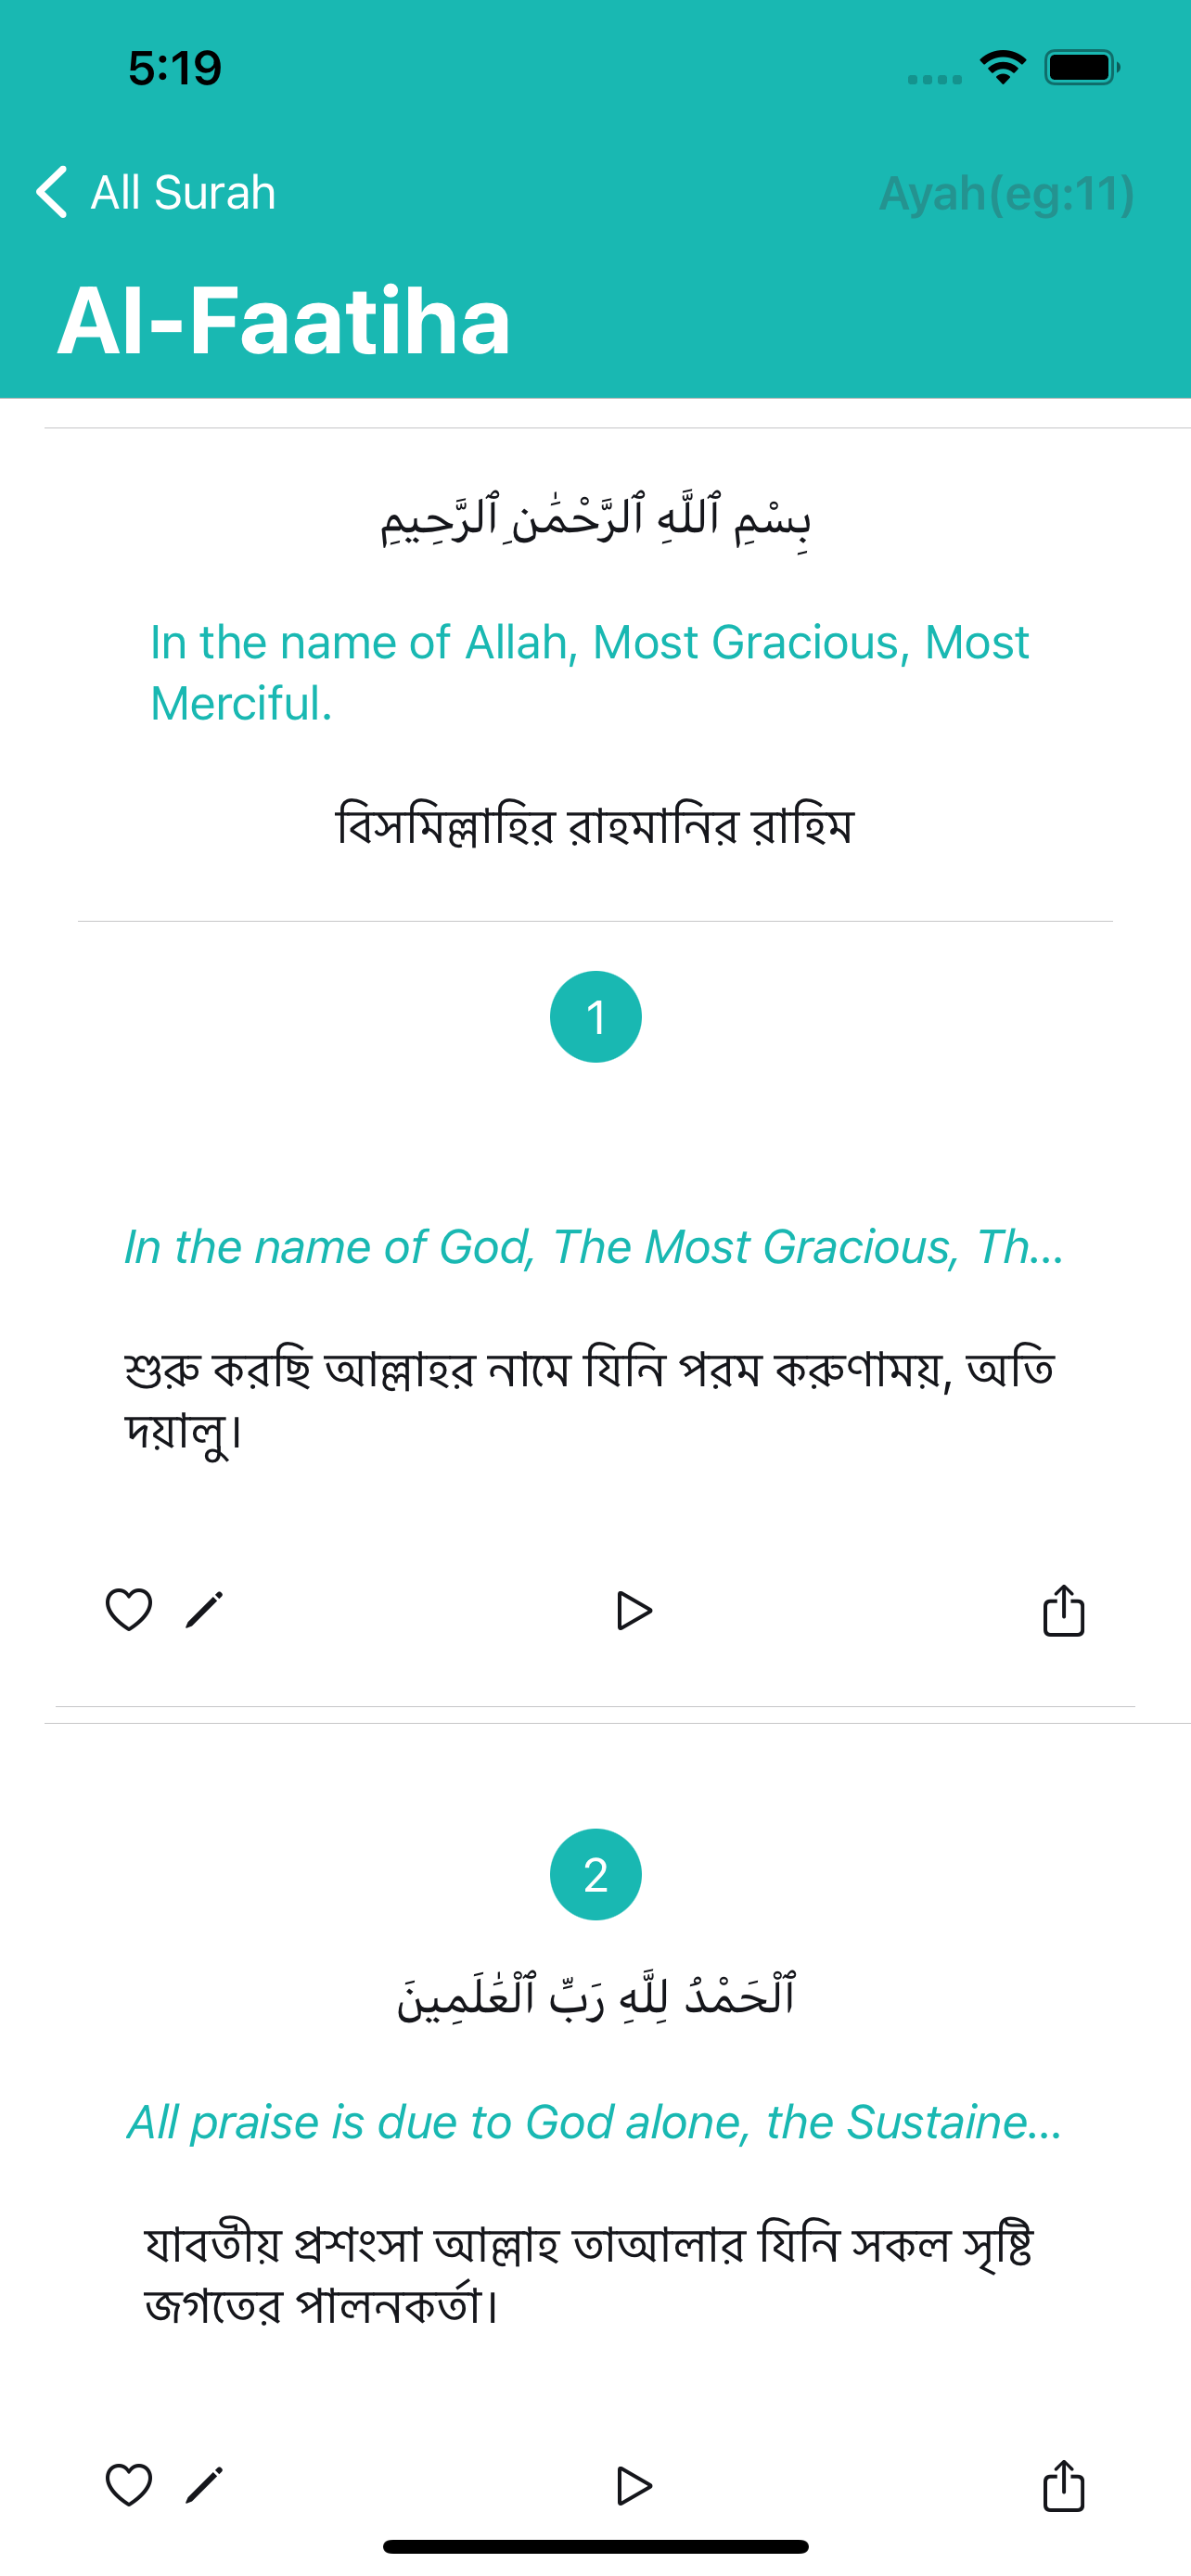 5:19
All Surah
Ayah(eg:11)
Al-Faatiha
بِسْمِ ٱللَّهِ ٱلرَّحْمَٰنِ ٱلرَّحِيمِ
In the name of Allah, Most Gracious, Most
Merciful.
বিসমিল্লাহির রাহমানির রাহিম
1
In the name of God, The Most Gracious, Th...
শুরু করছি আল্লাহর নামে যিনি পরম করুণাময়, অতি
দয়ালু।
2
ٱلْحَمْدُ لِلَّهِ رَبِّ ٱلْعَٰلَمِينَ
All praise is due to God alone, the Sustaine...
যাবতীয় প্রশংসা আল্লাহ তাআলার যিনি সকল সৃষ্টি
জগতের পালনকর্তা।